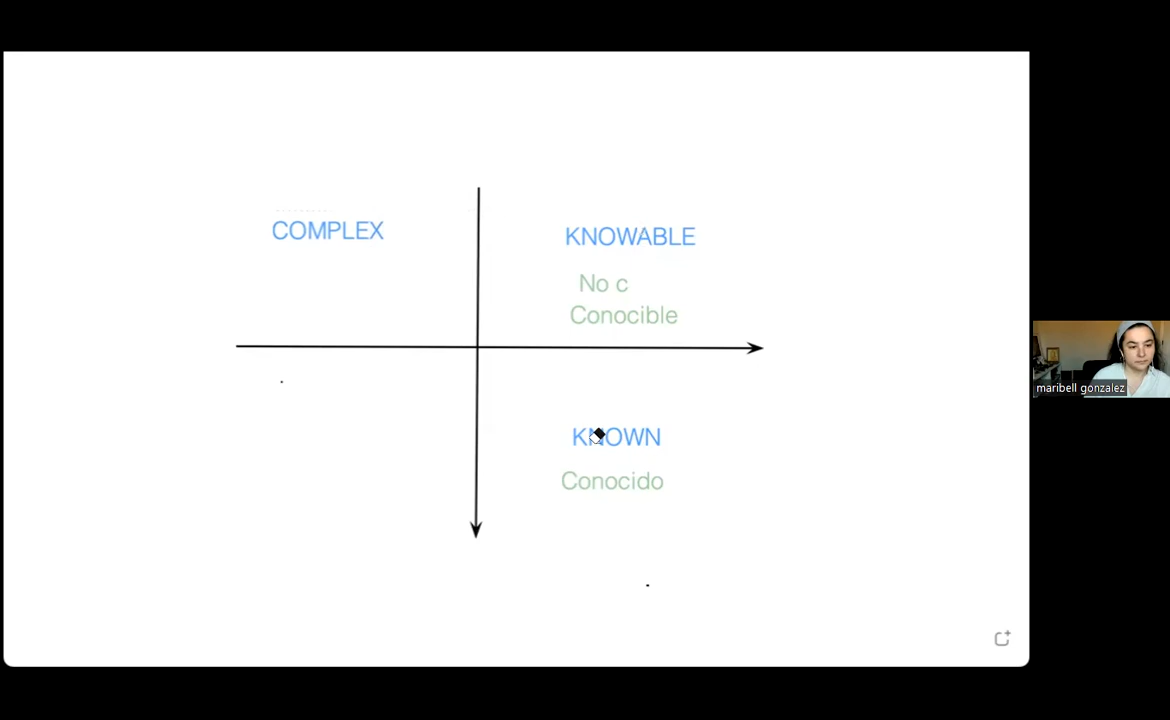 COMPLEX
KNOWABLE
No c
Conocible
KNOWN
Conocido
maribell gonzalez